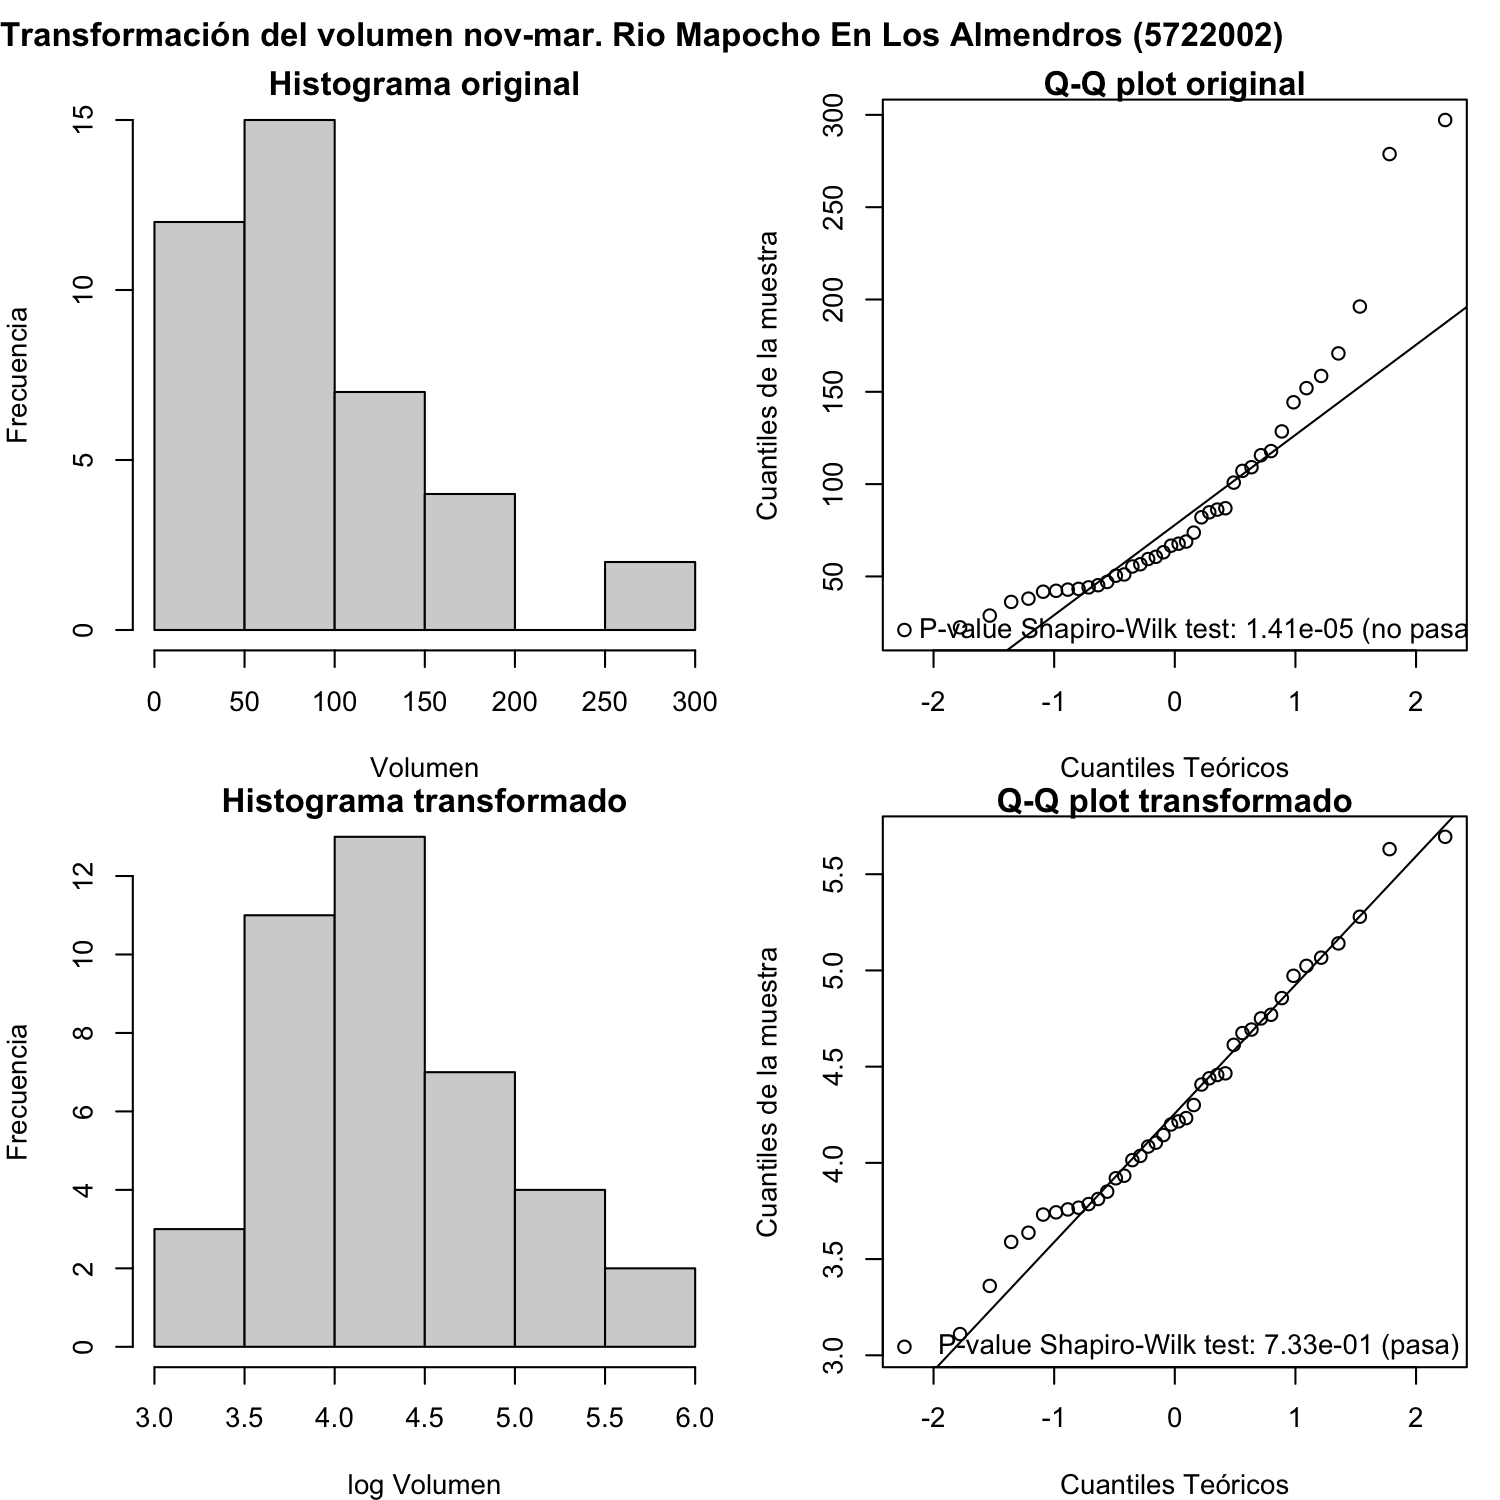 Transformación del volumen nov-mar. Rio Mapocho En Los Almendros (5722002)
Histograma original
Frecuencia
15
10
5
0
0 50 100 150 200 250 300
Volumen
Q-Q plot original
Cuantiles de la muestra
300
250
200
150
100
50
P-value Shapiro-Wilk test: 1.41e-05 (no pasa
-2 -1 0 1 2
Cuantiles Teóricos
Histograma transformado
Frecuencia
12
10
8
6
4
2
0
3.0 3.5 4.0 4.5 5.0 5.5 6.0
log Volumen
Q-Q plot transformado
Cuantiles de la muestra
5.5
5.0
4.5
4.0
3.5
3.0
P-value Shapiro-Wilk test: 7.33e-01 (pasa)
-2 -1 0 1 2
Cuantiles Teóricos